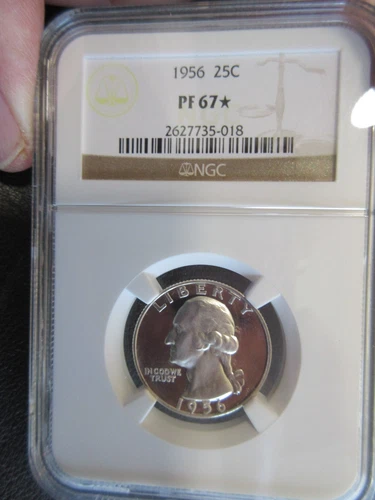 1956 25C
PF 67★
2627735-018
NGC
LIBERTY
IN GOD WE
TRUST
1956